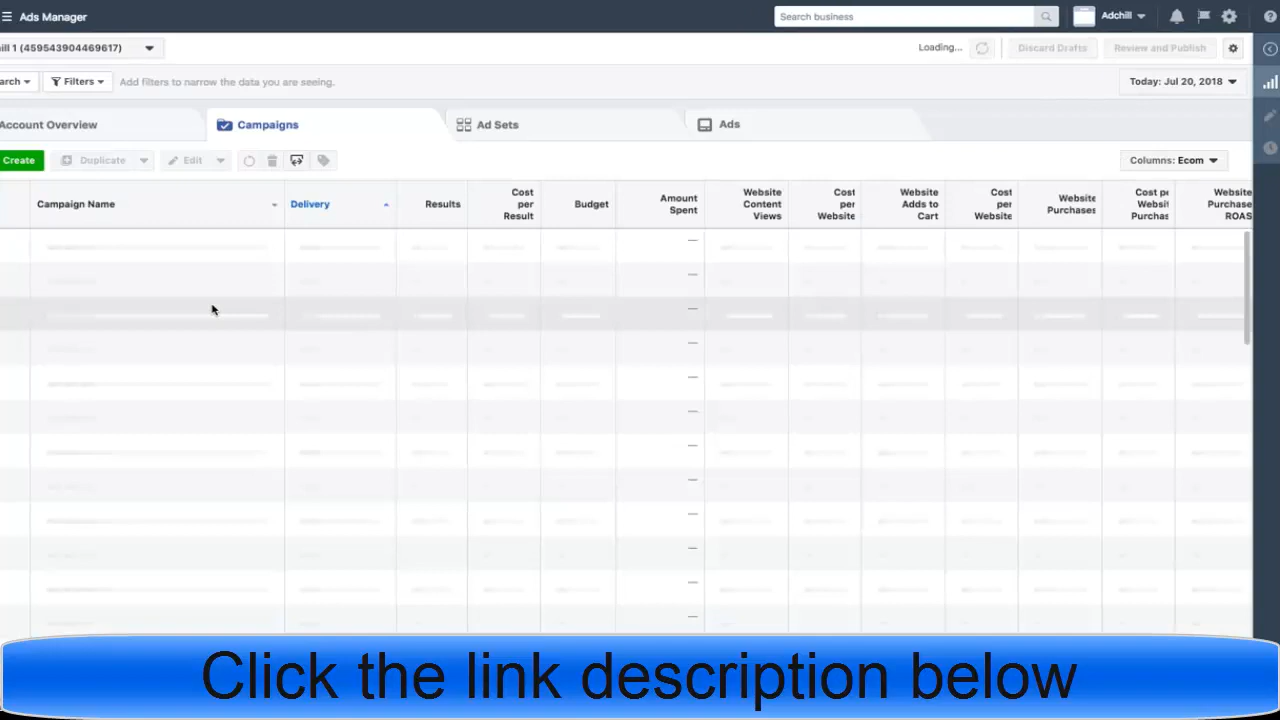 Ads Manager
Search business
Adchill
ill 1 (459543904469617)
Loading...
Discard Drafts
Review and Publish
arch
Filters
Add filters to narrow the data you are seeing.
Today: Jul 20, 2018
Account Overview
Campaigns
Ad Sets
Ads
Create
Duplicate
Edit
Columns: Ecom
Campaign Name
Delivery
Results
Cost
per
Result
Budget
Amount
Spent
Website
Content
Views
Cost
per
Website
Website
Adds to
Cart
Cost
per
Website
Website
Purchases
Cost pe
Websit
Purchas
Website
Purchase
ROAS
Click the link description below